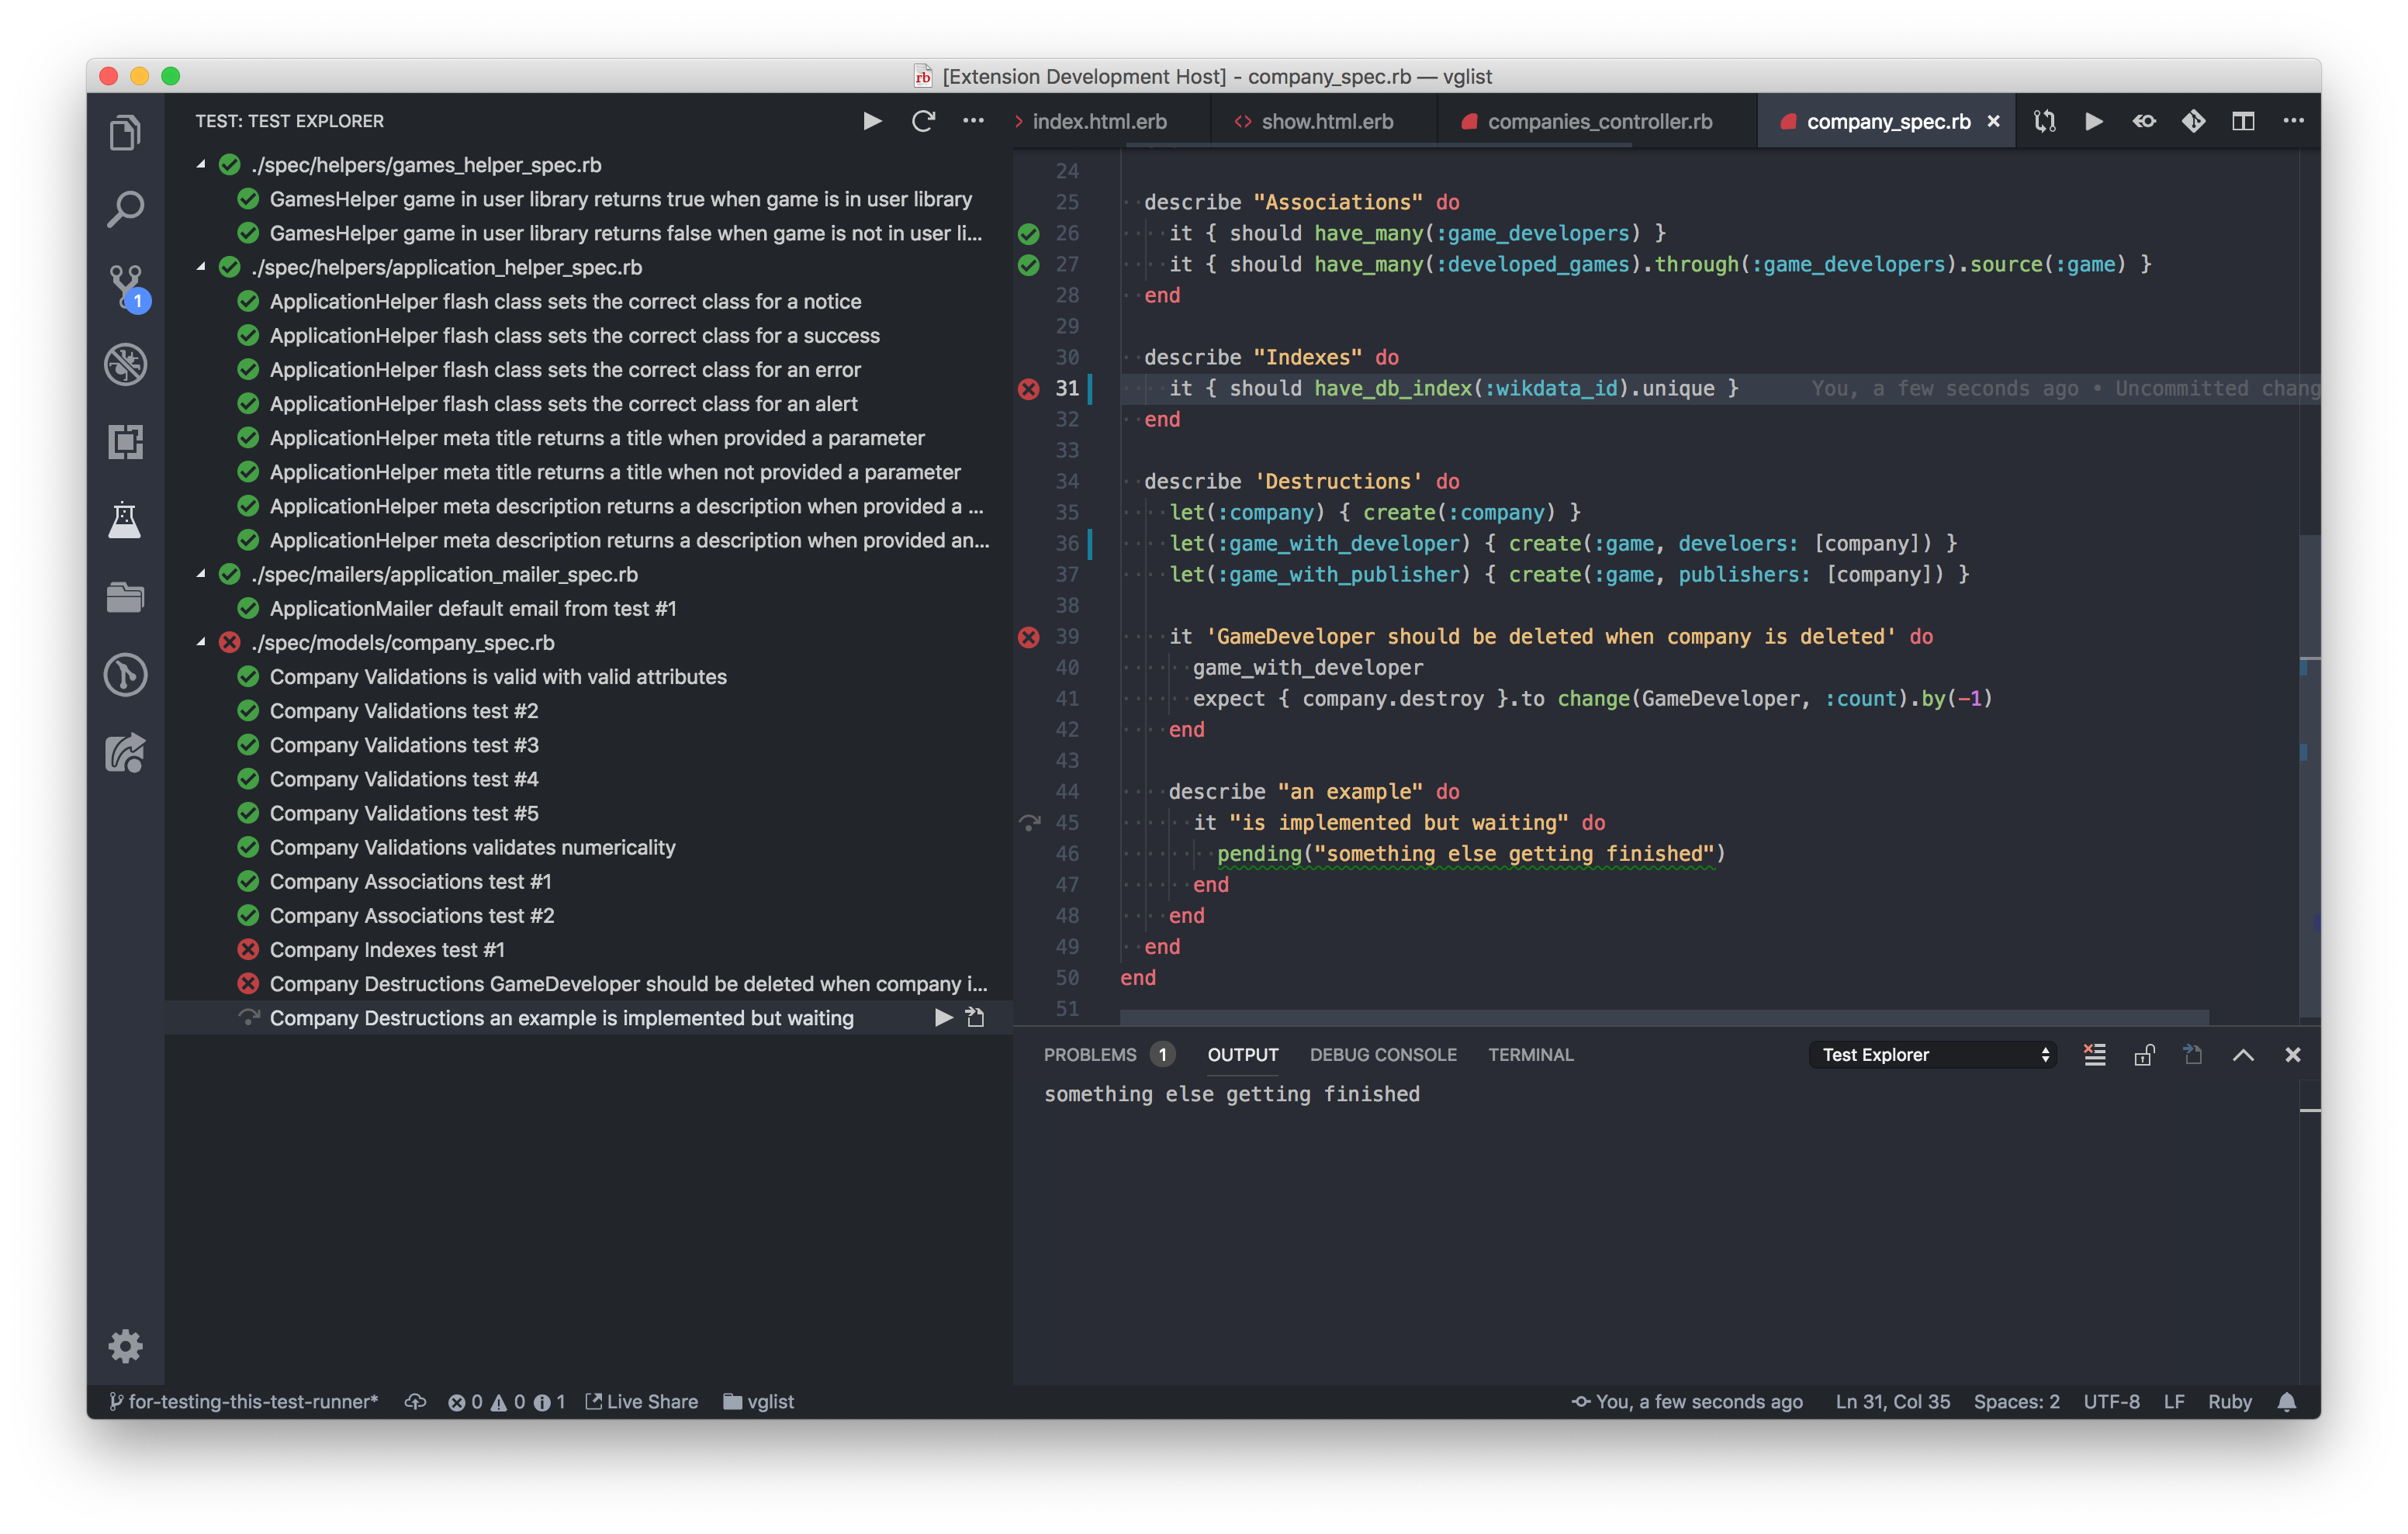 [Extension Development Host] - company_spec.rb — vglist
TEST: TEST EXPLORER
./spec/helpers/games_helper_spec.rb
GamesHelper game in user library returns true when game is in user library
GamesHelper game in user library returns false when game is not in user li...
./spec/helpers/application_helper_spec.rb
ApplicationHelper flash class sets the correct class for a notice
ApplicationHelper flash class sets the correct class for a success
ApplicationHelper flash class sets the correct class for an error
ApplicationHelper flash class sets the correct class for an alert
ApplicationHelper meta title returns a title when provided a parameter
ApplicationHelper meta title returns a title when not provided a parameter
ApplicationHelper meta description returns a description when provided a ...
ApplicationHelper meta description returns a description when provided an...
./spec/mailers/application_mailer_spec.rb
ApplicationMailer default email from test #1
./spec/models/company_spec.rb
Company Validations is valid with valid attributes
Company Validations test #2
Company Validations test #3
Company Validations test #4
Company Validations test #5
Company Validations validates numericality
Company Associations test #1
Company Associations test #2
Company Indexes test #1
Company Destructions GameDeveloper should be deleted when company i...
Company Destructions an example is implemented but waiting
1
index.html.erb show.html.erb companies_controller.rb company_spec.rb
24
25 describe "Associations" do
26 it { should have_many(:game_developers) }
27 it { should have_many(:developed_games).through(:game_developers).source(:game) }
28 end
29
30 describe "Indexes" do
31 it { should have_db_index(:wikdata_id).unique } You, a few seconds ago • Uncommitted chang
32 end
33
34 describe 'Destructions' do
35 let(:company) { create(:company) }
36 let(:game_with_developer) { create(:game, develoers: [company]) }
37 let(:game_with_publisher) { create(:game, publishers: [company]) }
38
39 it 'GameDeveloper should be deleted when company is deleted' do
40 game_with_developer
41 expect { company.destroy }.to change(GameDeveloper, :count).by(-1)
42 end
43
44 describe "an example" do
45 it "is implemented but waiting" do
46 pending("something else getting finished")
47 end
48 end
49 end
50 end
51
PROBLEMS 1 OUTPUT DEBUG CONSOLE TERMINAL Test Explorer
something else getting finished
for-testing-this-test-runner* 0 0 1 Live Share vglist You, a few seconds ago Ln 31, Col 35 Spaces: 2 UTF-8 LF Ruby